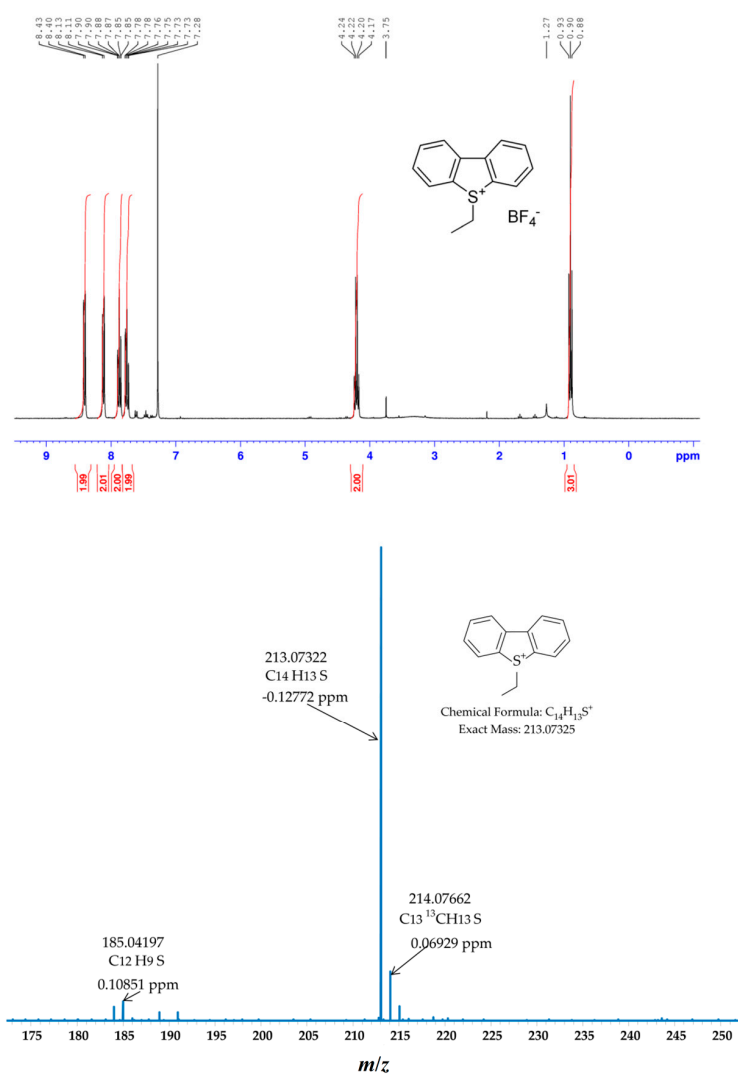 8.43
8.40
8.13
8.11
7.90
7.90
7.88
7.87
7.85
7.85
7.78
7.78
7.76
7.75
7.73
7.73
7.28
4.24
4.22
4.20
4.17
3.75
1.27
0.93
0.90
0.88
S+
BF4-
9 8 7 6 5 4 3 2 1 0 ppm
1.99
2.01
2.00
1.99
2.00
3.01
213.07322
C14 H13 S
-0.12772 ppm
S+
Chemical Formula: C₁₄H₁₃S⁺
Exact Mass: 213.07325
214.07662
C13 ¹³CH13 S
0.06929 ppm
185.04197
C12 H9 S
0.10851 ppm
175 185 190 195 200 205 210 215 220 225 230 235 240 245 250
m/z